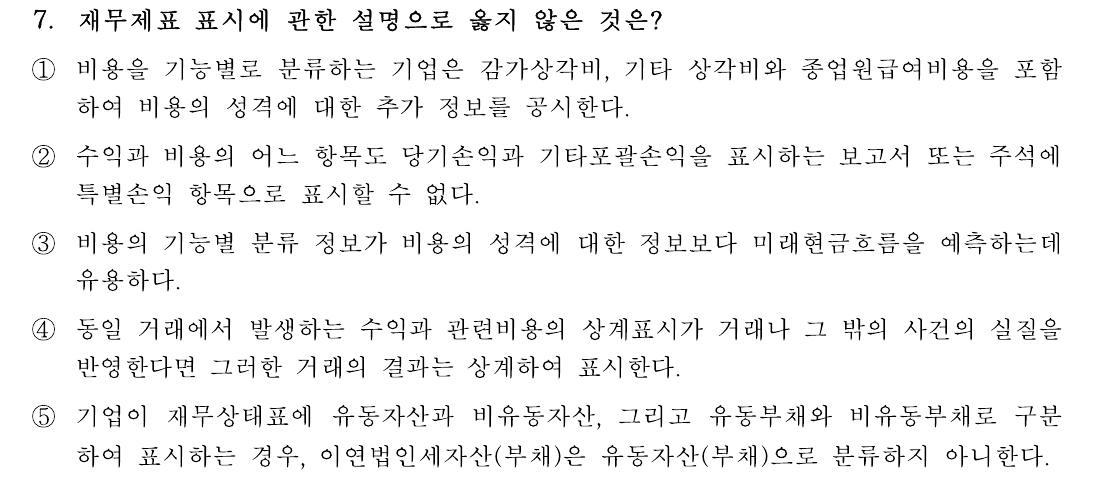 7. 재무제표 표시에 관한 설명으로 옳지 않은 것은?
① 비용을 기능별로 분류하는 기업은 감가상각비, 기타 상각비와 종업원급여비용을 포함
하여 비용의 성격에 대한 추가 정보를 공시한다.
② 수익과 비용의 어느 항목도 당기손익과 기타포괄손익을 표시하는 보고서 또는 주석에
특별손익 항목으로 표시할 수 없다.
③ 비용의 기능별 분류 정보가 비용의 성격에 대한 정보보다 미래현금흐름을 예측하는데
유용하다.
④ 동일 거래에서 발생하는 수익과 관련비용의 상계표시가 거래나 그 밖의 사건의 실질을
반영한다면 그러한 거래의 결과는 상계하여 표시한다.
⑤ 기업이 재무상태표에 유동자산과 비유동자산, 그리고 유동부채와 비유동부채로 구분
하여 표시하는 경우, 이연법인세자산(부채)은 유동자산(부채)으로 분류하지 아니한다.